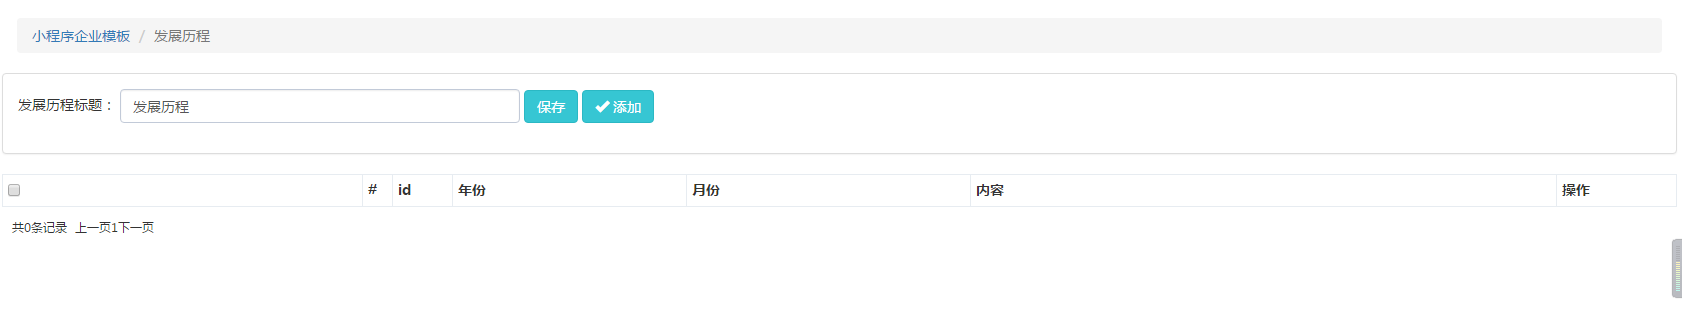 小程序企业模板 / 发展历程
发展历程标题： 发展历程 保存 添加
# id 年份 月份 内容 操作
共0条记录 上一页1下一页